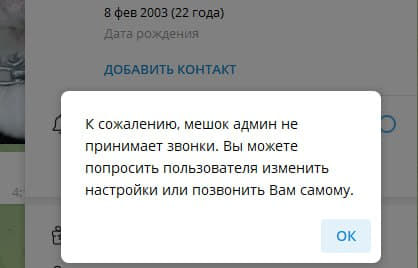 8 фев 2003 (22 года)
Дата рождения
ДОБАВИТЬ КОНТАКТ
К сожалению, мешок админ не
принимает звонки. Вы можете
попросить пользователя изменить
настройки или позвонить Вам самому.
ОК